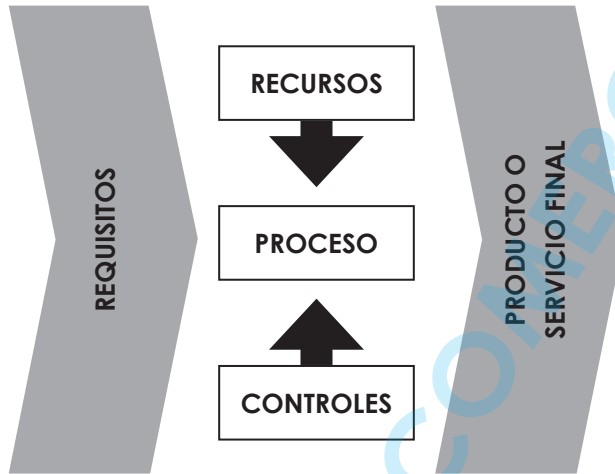 REQUISITOS
RECURSOS
PROCESO
CONTROLES
PRODUCTO O
SERVICIO FINAL